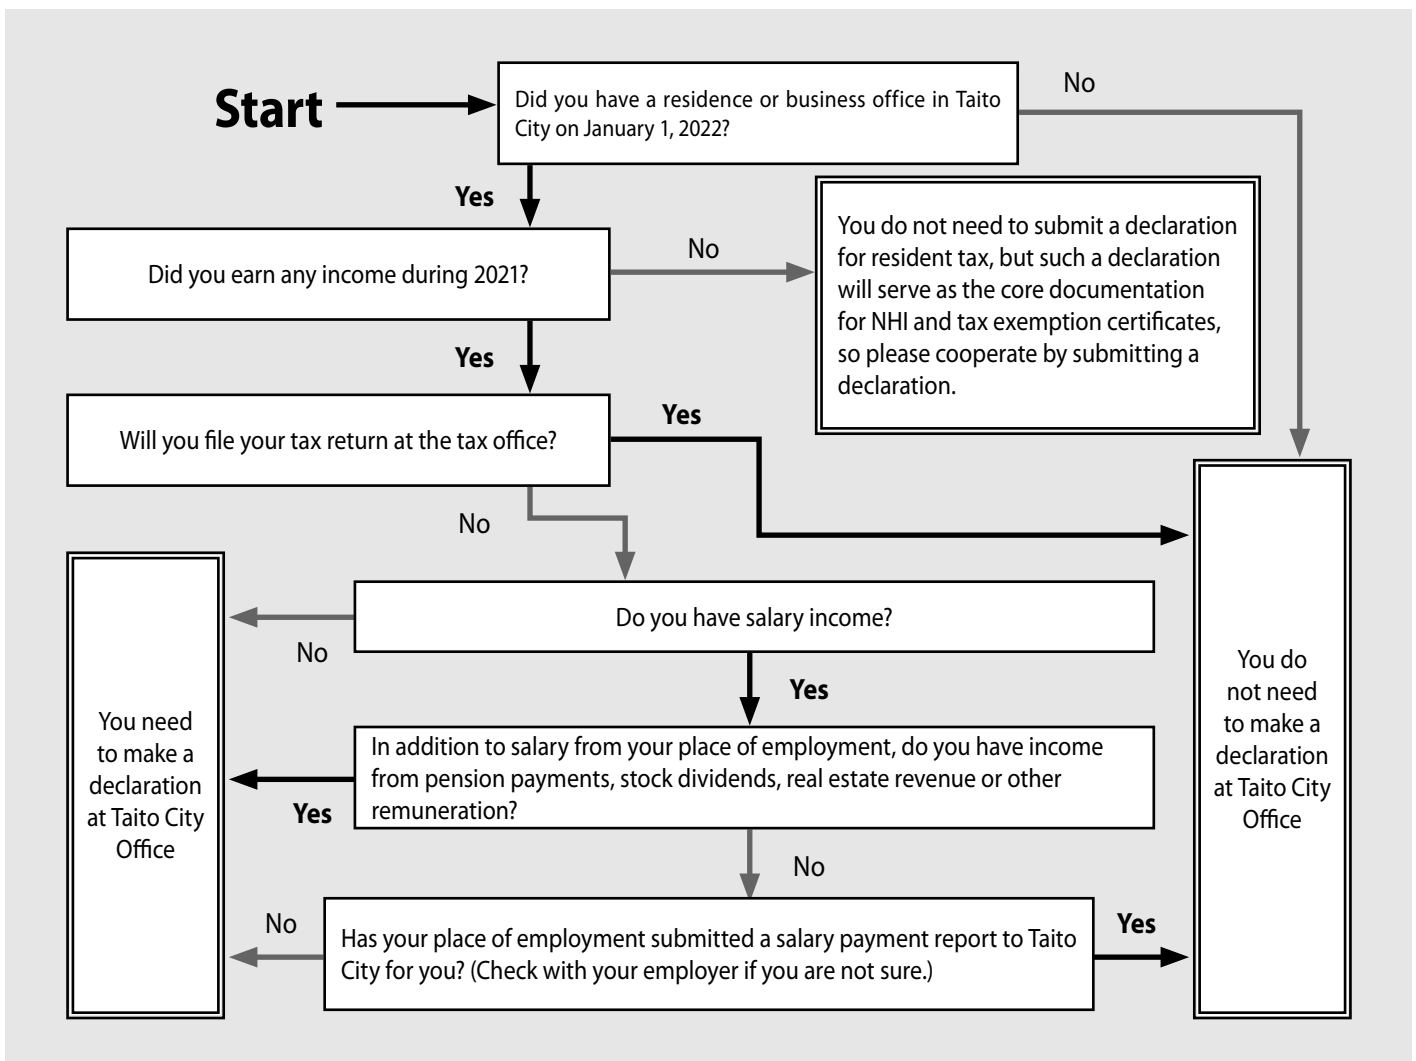 Start
Did you have a residence or business office in Taito
City on January 1, 2022?
No
Yes
Did you earn any income during 2021?
No
You do not need to submit a declaration
for resident tax, but such a declaration
will serve as the core documentation
for NHI and tax exemption certificates,
so please cooperate by submitting a
declaration.
Yes
Will you file your tax return at the tax office?
Yes
No
Do you have salary income?
No
Yes
In addition to salary from your place of employment, do you have income
from pension payments, stock dividends, real estate revenue or other
remuneration?
Yes
No
Has your place of employment submitted a salary payment report to Taito
City for you? (Check with your employer if you are not sure.)
No
Yes
You need
to make a
declaration
at Taito City
Office
You do
not need
to make a
declaration
at Taito City
Office